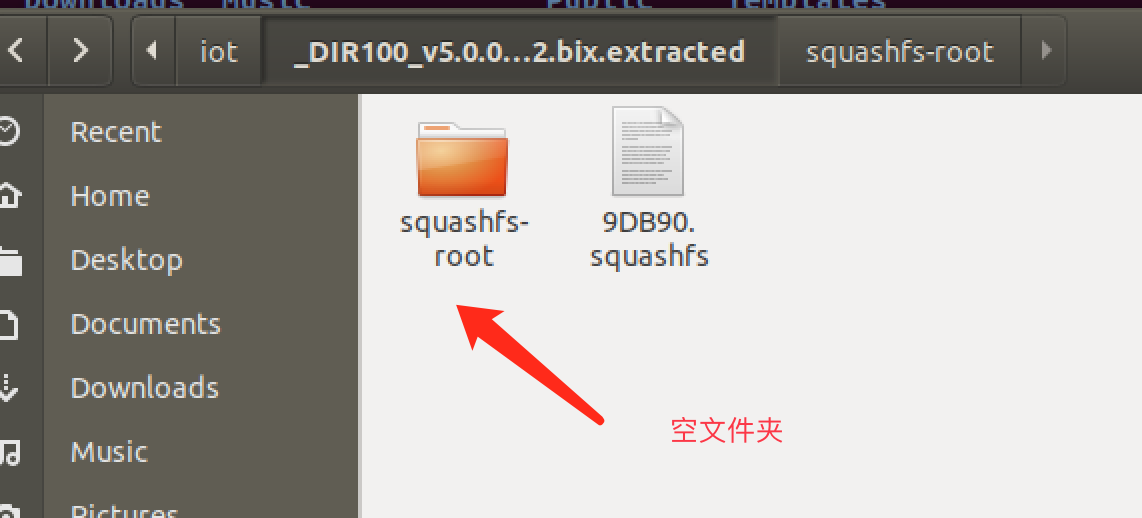 Downloads Music Public Templates
iot _DIR100_v5.0.0...2.bix.extracted squashfs-root
Recent
Home
Desktop
Documents
Downloads
Music
Pictures
squashfs-
root
9DB90.
squashfs
空文件夹